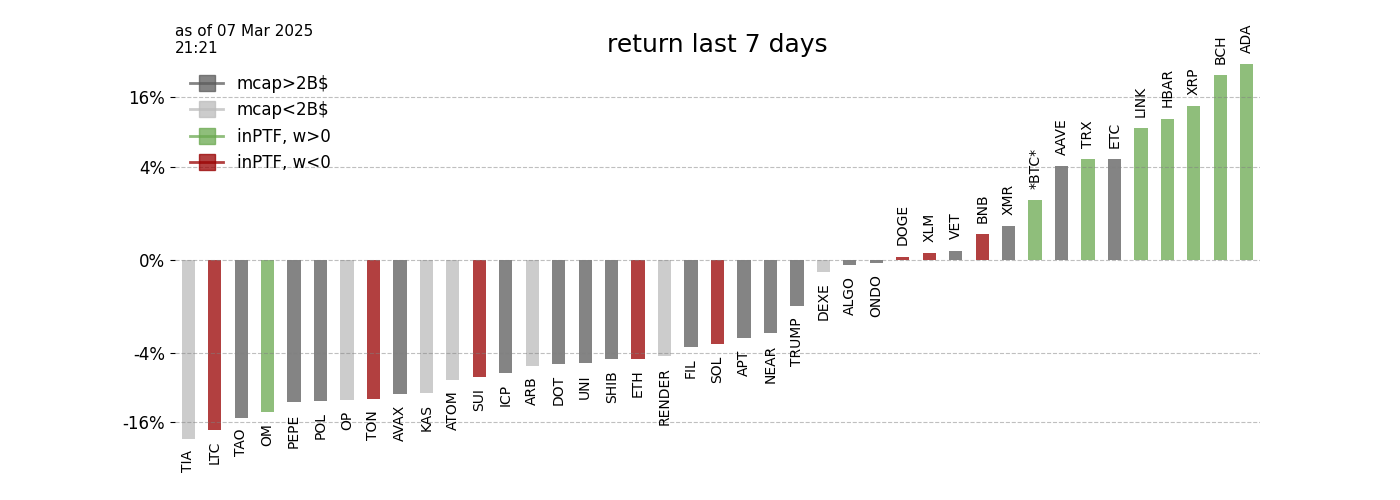 as of 07 Mar 2025
21:21
return last 7 days
mcap>2B$
mcap<2B$
inPTF, w>0
inPTF, w<0
16%
4%
0%
-4%
-16%
TIA
LTC
TAO
OM
PEPE
POL
OP
TON
AVAX
KAS
ATOM
SUI
ICP
ARB
DOT
UNI
SHIB
ETH
RENDER
FIL
SOL
APT
NEAR
TRUMP
DEXE
ALGO
ONDO
DOGE
XLM
VET
BNB
XMR
*BTC*
AAVE
TRX
ETC
LINK
HBAR
XRP
BCH
ADA